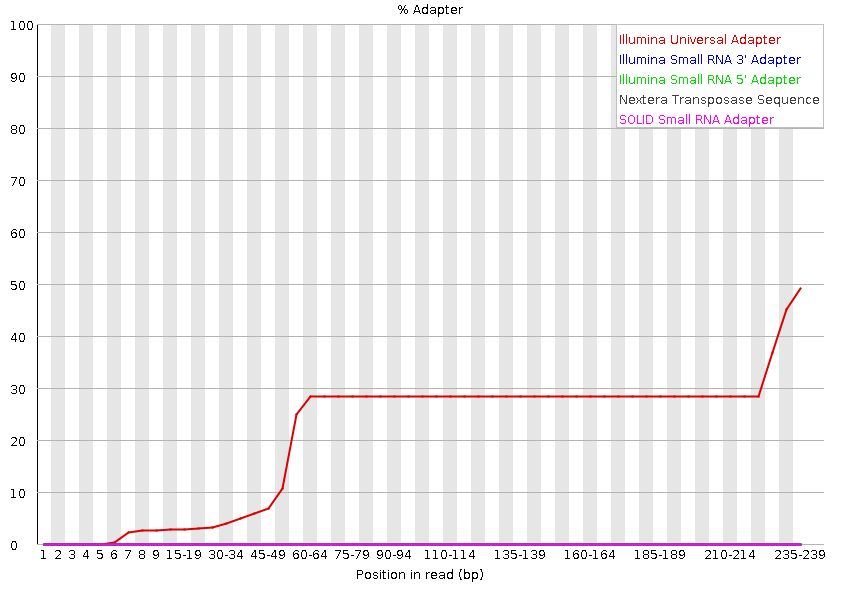 % Adapter
100
90
80
70
60
50
40
30
20
10
0
Illumina Universal Adapter
Illumina Small RNA 3' Adapter
Illumina Small RNA 5' Adapter
Nextera Transposase Sequence
SOLID Small RNA Adapter
1 2 3 4 5 6 7 8 9 15-19 30-34 45-49 60-64 75-79 90-94 110-114 135-139 160-164 185-189 210-214 235-239
Position in read (bp)